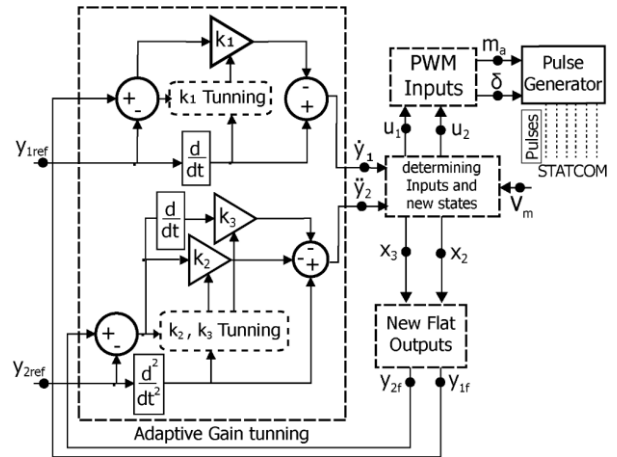 k₁
k₁ Tunning
+
-
-
+
y₁ref
d/dt
ẏ₁
PWM
Inputs
mₐ
δ
Pulse
Generator
u₁
u₂
Pulses
STATCOM
determining
Inputs and
new states
Vₘ
d/dt
k₃
k₂
-
-
+
ÿ₂
x₃
x₂
+
-
k₂ , k₃ Tunning
New Flat
Outputs
y₂ref
d²/dt²
y₂f
y₁f
Adaptive Gain tunning